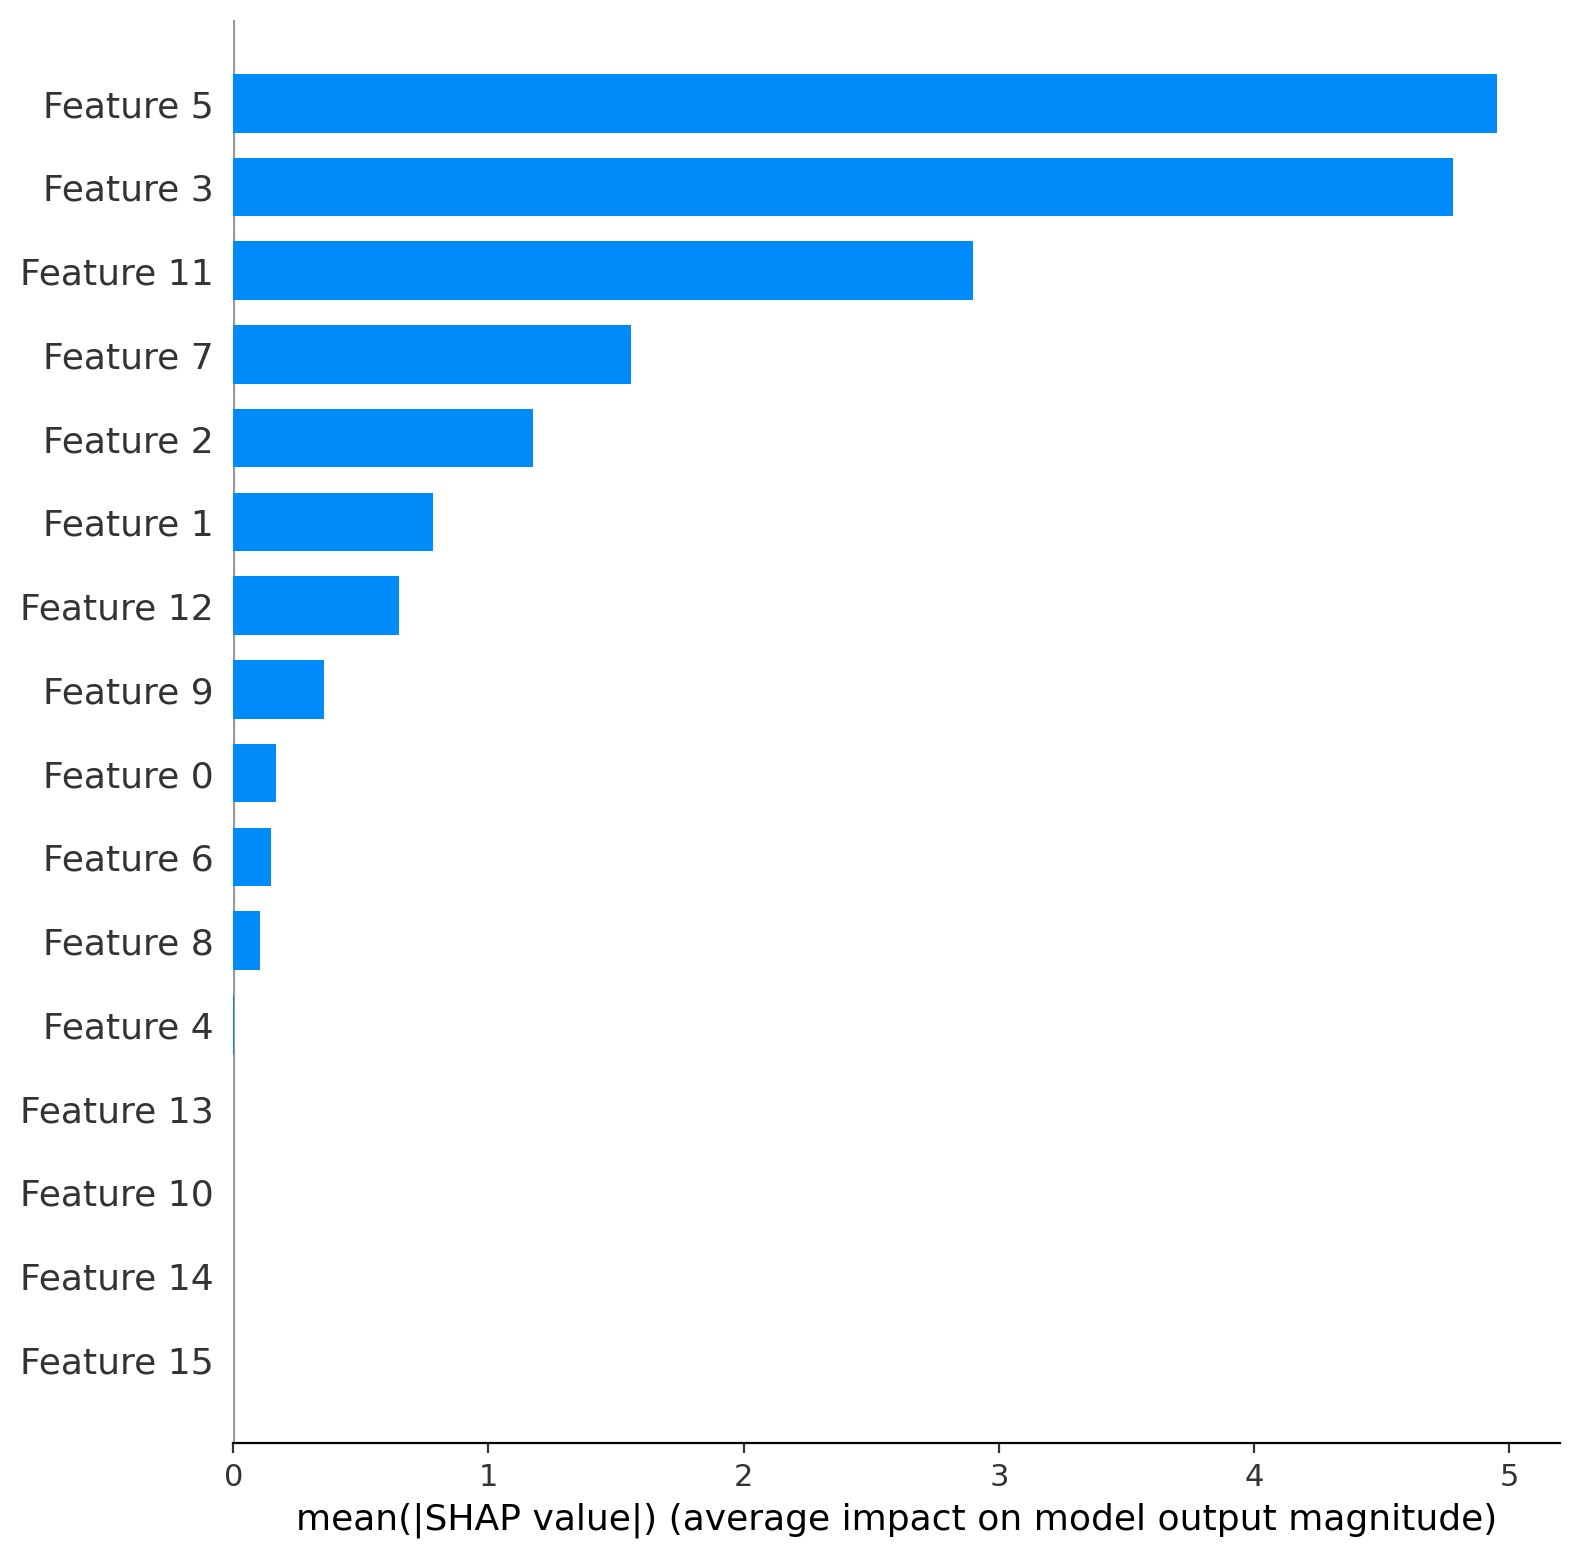 Feature 5
Feature 3
Feature 11
Feature 7
Feature 2
Feature 1
Feature 12
Feature 9
Feature 0
Feature 6
Feature 8
Feature 4
Feature 13
Feature 10
Feature 14
Feature 15
0 1 2 3 4 5
mean(|SHAP value|) (average impact on model output magnitude)